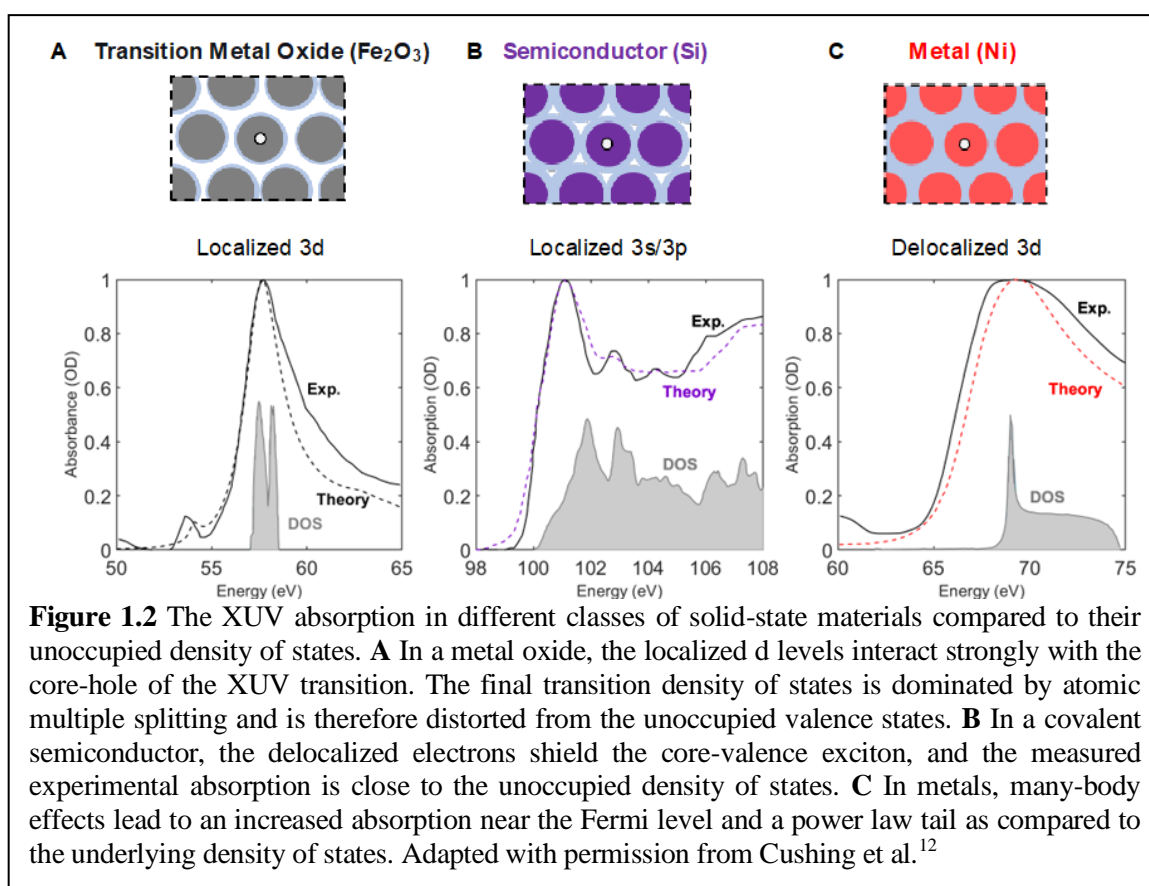 A Transition Metal Oxide (Fe₂O₃) B Semiconductor (Si) C Metal (Ni)
Localized 3d Localized 3s/3p Delocalized 3d
Absorbance (OD)
1
0.8
0.6
0.4
0.2
0
50 55 60 65
Energy (eV)
Exp.
Theory
DOS
Absorption (OD)
1
0.8
0.6
0.4
0.2
0
98 100 102 104 106 108
Energy (eV)
Exp.
Theory
DOS
Absorption (OD)
1
0.8
0.6
0.4
0.2
0
60 65 70 75
Energy (eV)
Exp.
Theory
DOS
Figure 1.2 The XUV absorption in different classes of solid-state materials compared to their
unoccupied density of states. A In a metal oxide, the localized d levels interact strongly with the
core-hole of the XUV transition. The final transition density of states is dominated by atomic
multiple splitting and is therefore distorted from the unoccupied valence states. B In a covalent
semiconductor, the delocalized electrons shield the core-valence exciton, and the measured
experimental absorption is close to the unoccupied density of states. C In metals, many-body
effects lead to an increased absorption near the Fermi level and a power law tail as compared to
the underlying density of states. Adapted with permission from Cushing et al.¹²